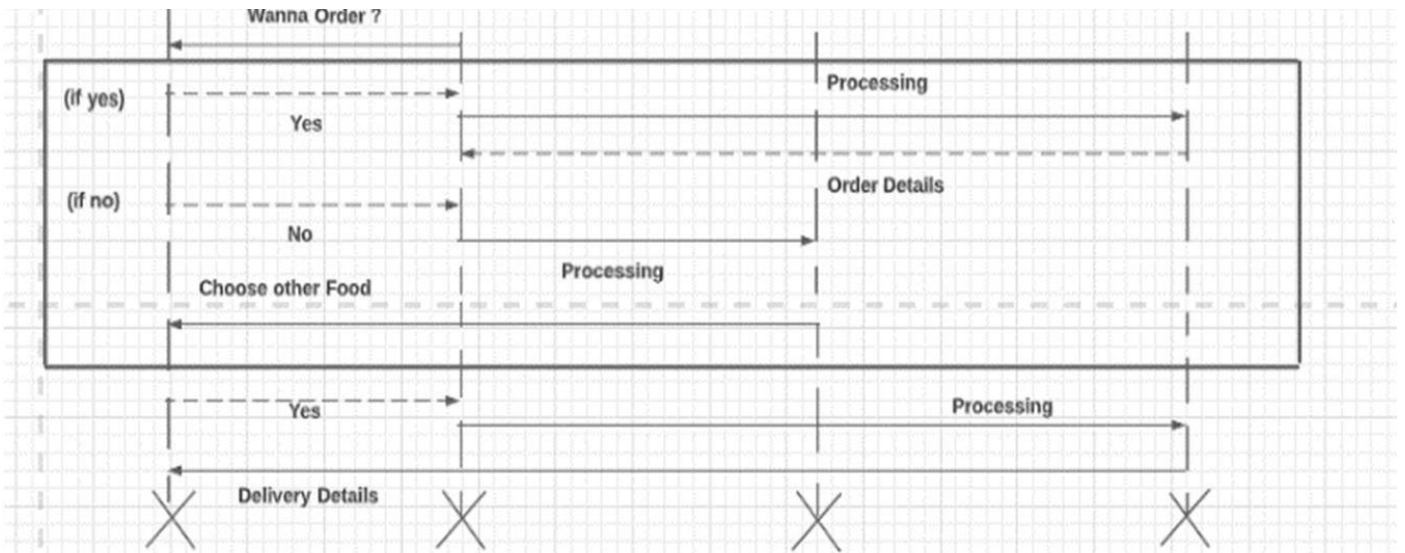 Wanna Order ?
Processing
(if yes)
Yes
Order Details
(if no)
No
Processing
Choose other Food
Yes
Processing
Delivery Details